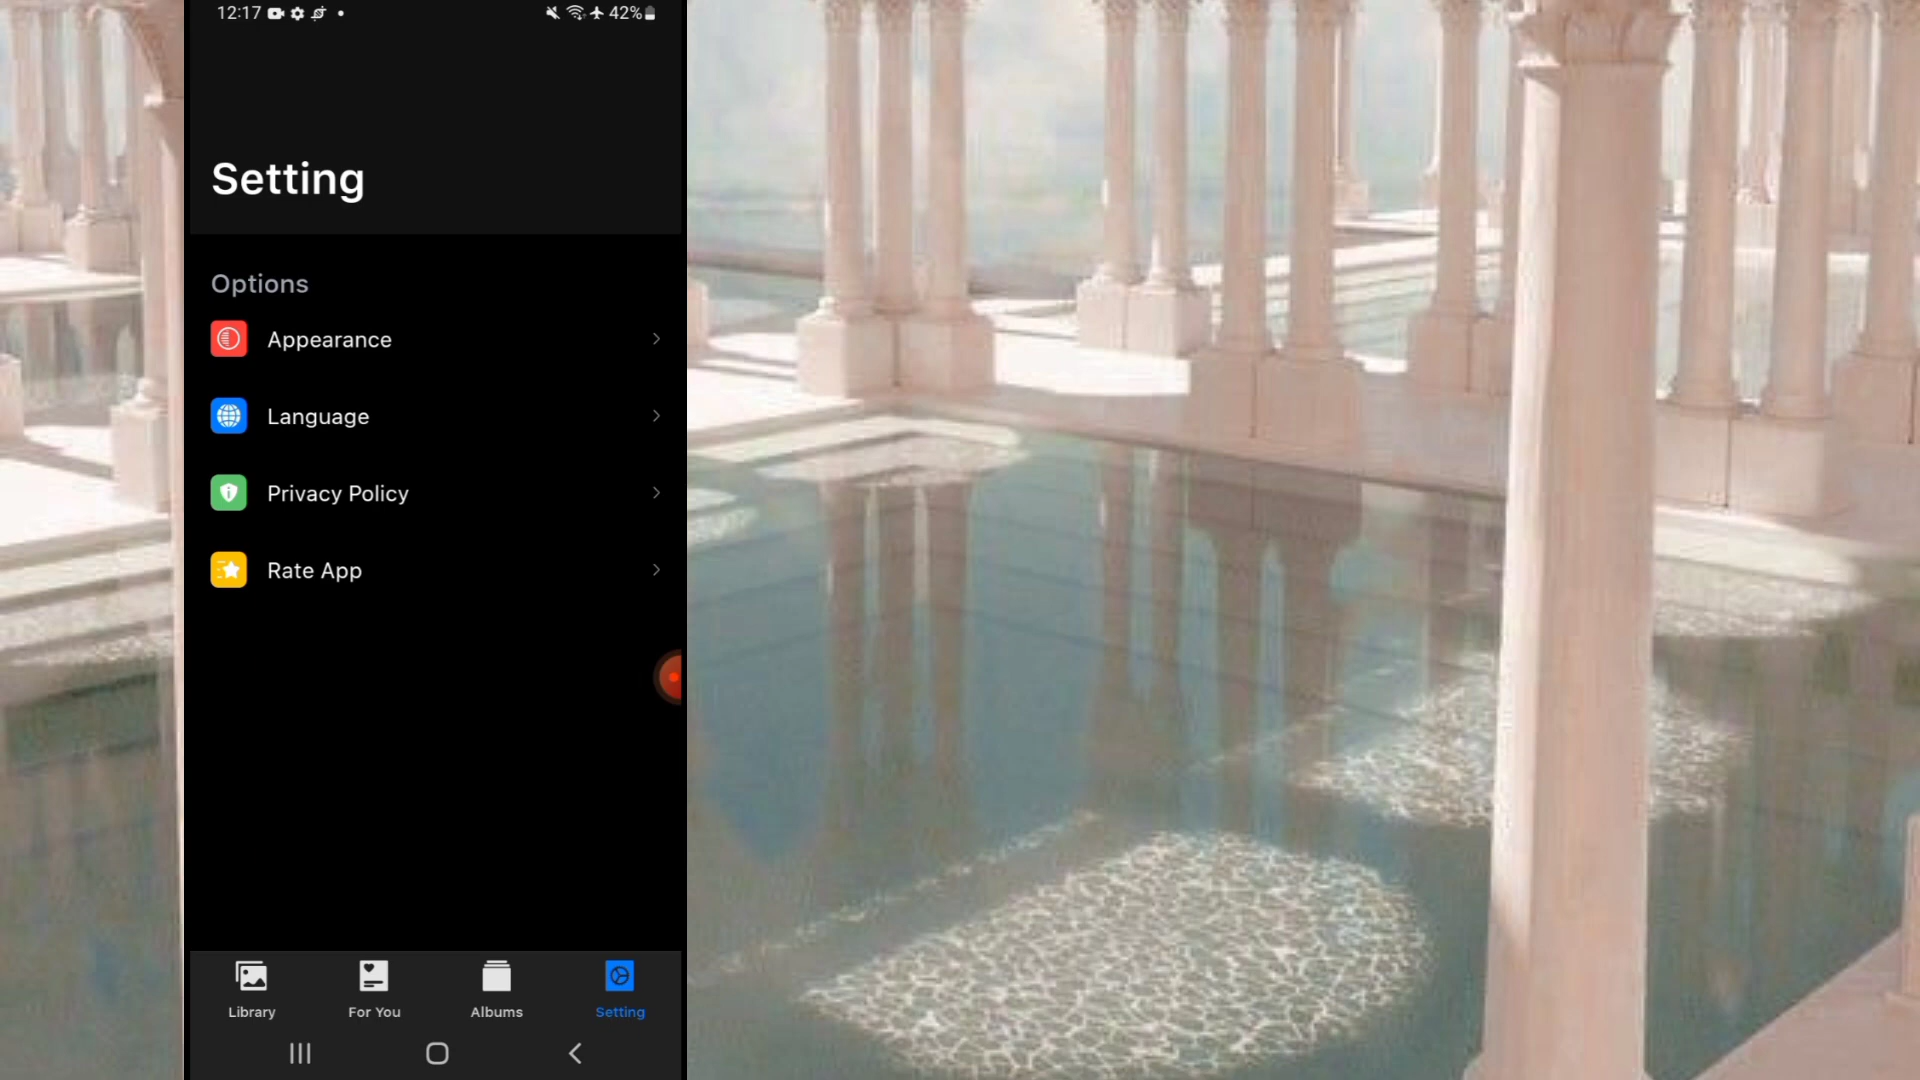 12:17 42%
Setting
Options
Appearance
Language
Privacy Policy
Rate App
Library For You Albums Setting